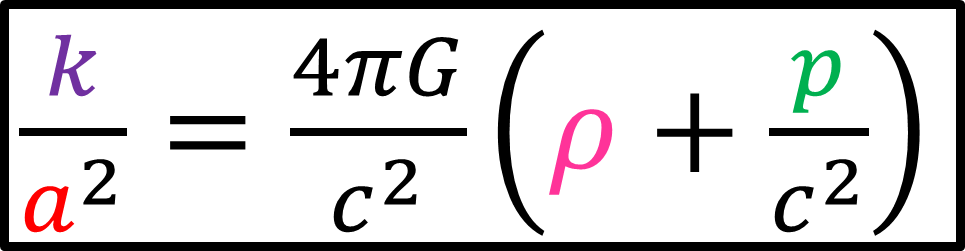 k/a² = 4πG/c² (ρ + p/c²)